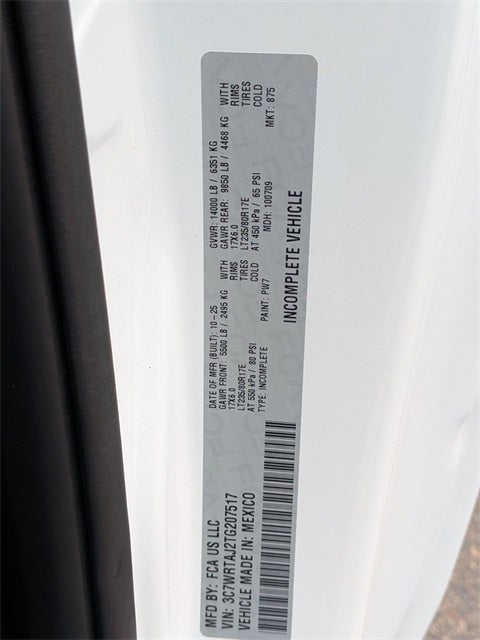 MFD BY: FCA US LLC
VIN: 3C7WRTAJ2TG207517
VEHICLE MADE IN: MEXICO
DATE OF MFR (BUILT): 10-25
GAWR FRONT: 5500 LB / 2495 KG WITH
17X6.0 RIMS
LT235/80R17E TIRES
AT 550 kPa / 80 PSI COLD
TYPE: INCOMPLETE PAINT: PW7
GVWR: 14000 LB / 6351 KG
GAWR REAR: 9850 LB / 4468 KG WITH
17X6.0 RIMS
LT235/80R17E TIRES
AT 450 kPa / 65 PSI COLD
MDH: 100709 MKT: 875
INCOMPLETE VEHICLE